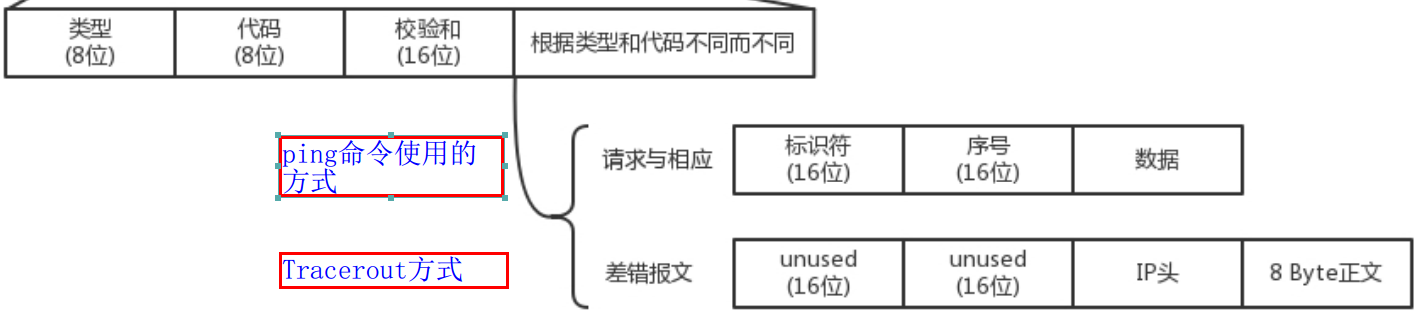 类型
(8位)
代码
(8位)
校验和
(16位)
根据类型和代码不同而不同
ping命令使用的
方式
请求与相应
标识符
(16位)
序号
(16位)
数据
Tracerout方式
差错报文
unused
(16位)
unused
(16位)
IP头
8 Byte正文